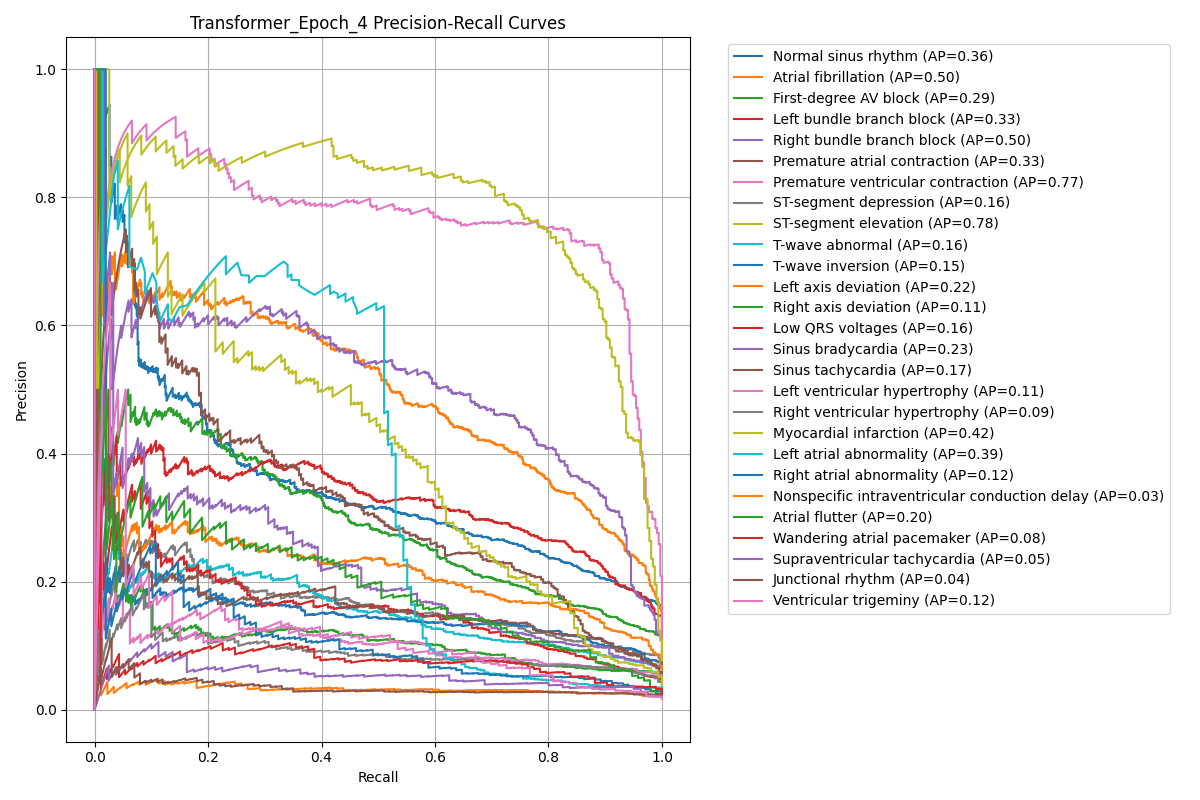 Transformer_Epoch_4 Precision-Recall Curves
Precision
1.0
0.8
0.6
0.4
0.2
0.0
0.0 0.2 0.4 0.6 0.8 1.0
Recall
Normal sinus rhythm (AP=0.36)
Atrial fibrillation (AP=0.50)
First-degree AV block (AP=0.29)
Left bundle branch block (AP=0.33)
Right bundle branch block (AP=0.50)
Premature atrial contraction (AP=0.33)
Premature ventricular contraction (AP=0.77)
ST-segment depression (AP=0.16)
ST-segment elevation (AP=0.78)
T-wave abnormal (AP=0.16)
T-wave inversion (AP=0.15)
Left axis deviation (AP=0.22)
Right axis deviation (AP=0.11)
Low QRS voltages (AP=0.16)
Sinus bradycardia (AP=0.23)
Sinus tachycardia (AP=0.17)
Left ventricular hypertrophy (AP=0.11)
Right ventricular hypertrophy (AP=0.09)
Myocardial infarction (AP=0.42)
Left atrial abnormality (AP=0.39)
Right atrial abnormality (AP=0.12)
Nonspecific intraventricular conduction delay (AP=0.03)
Atrial flutter (AP=0.20)
Wandering atrial pacemaker (AP=0.08)
Supraventricular tachycardia (AP=0.05)
Junctional rhythm (AP=0.04)
Ventricular trigeminy (AP=0.12)